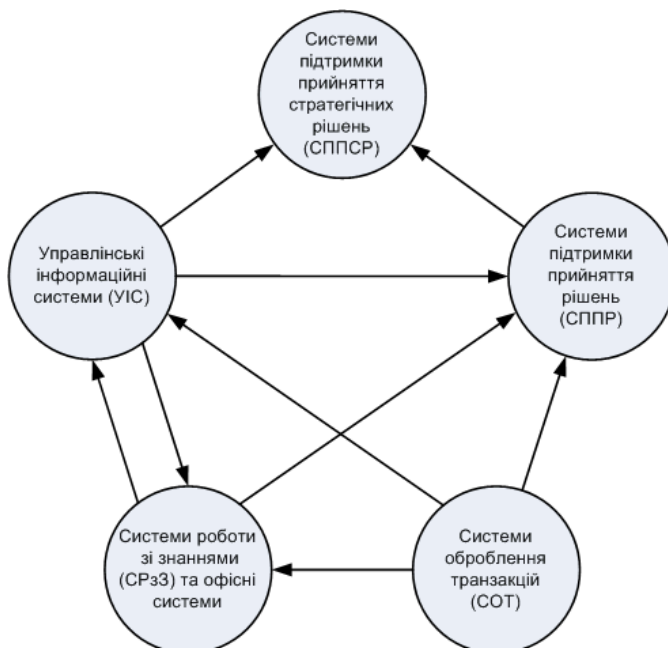 Системи
підтримки
прийняття
стратегічних
рішень
(СППСР)
Управлінські
інформаційні
системи (УІС)
Системи
підтримки
прийняття
рішень
(СППР)
Системи роботи
зі знаннями
(СРзЗ) та офісні
системи
Системи
оброблення
транзакцій
(СОТ)